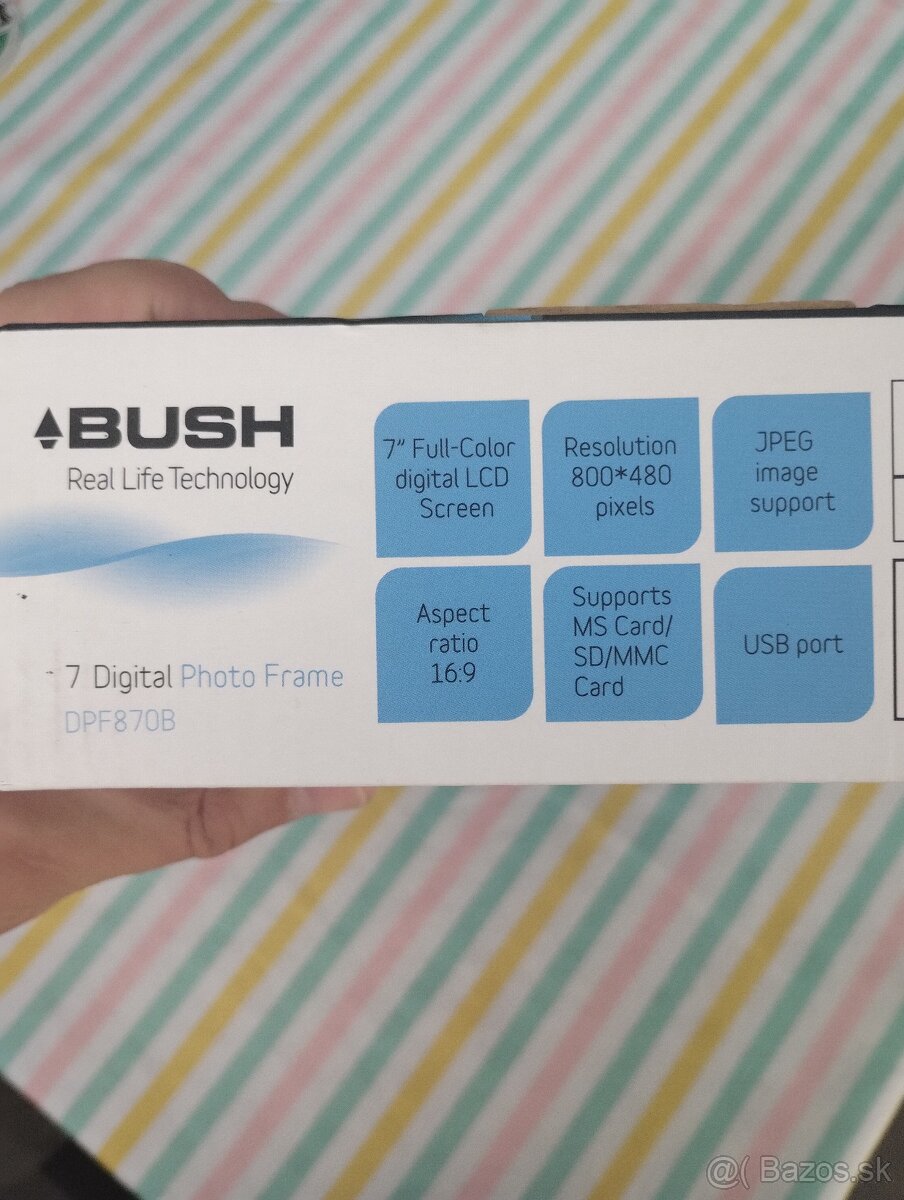 BUSH
Real Life Technology
7 Digital Photo Frame
DPF870B
7" Full-Color
digital LCD
Screen
Resolution
800*480
pixels
JPEG
image
support
Aspect
ratio
16:9
Supports
MS Card/
SD/MMC
Card
USB port
@( Bazos.sk